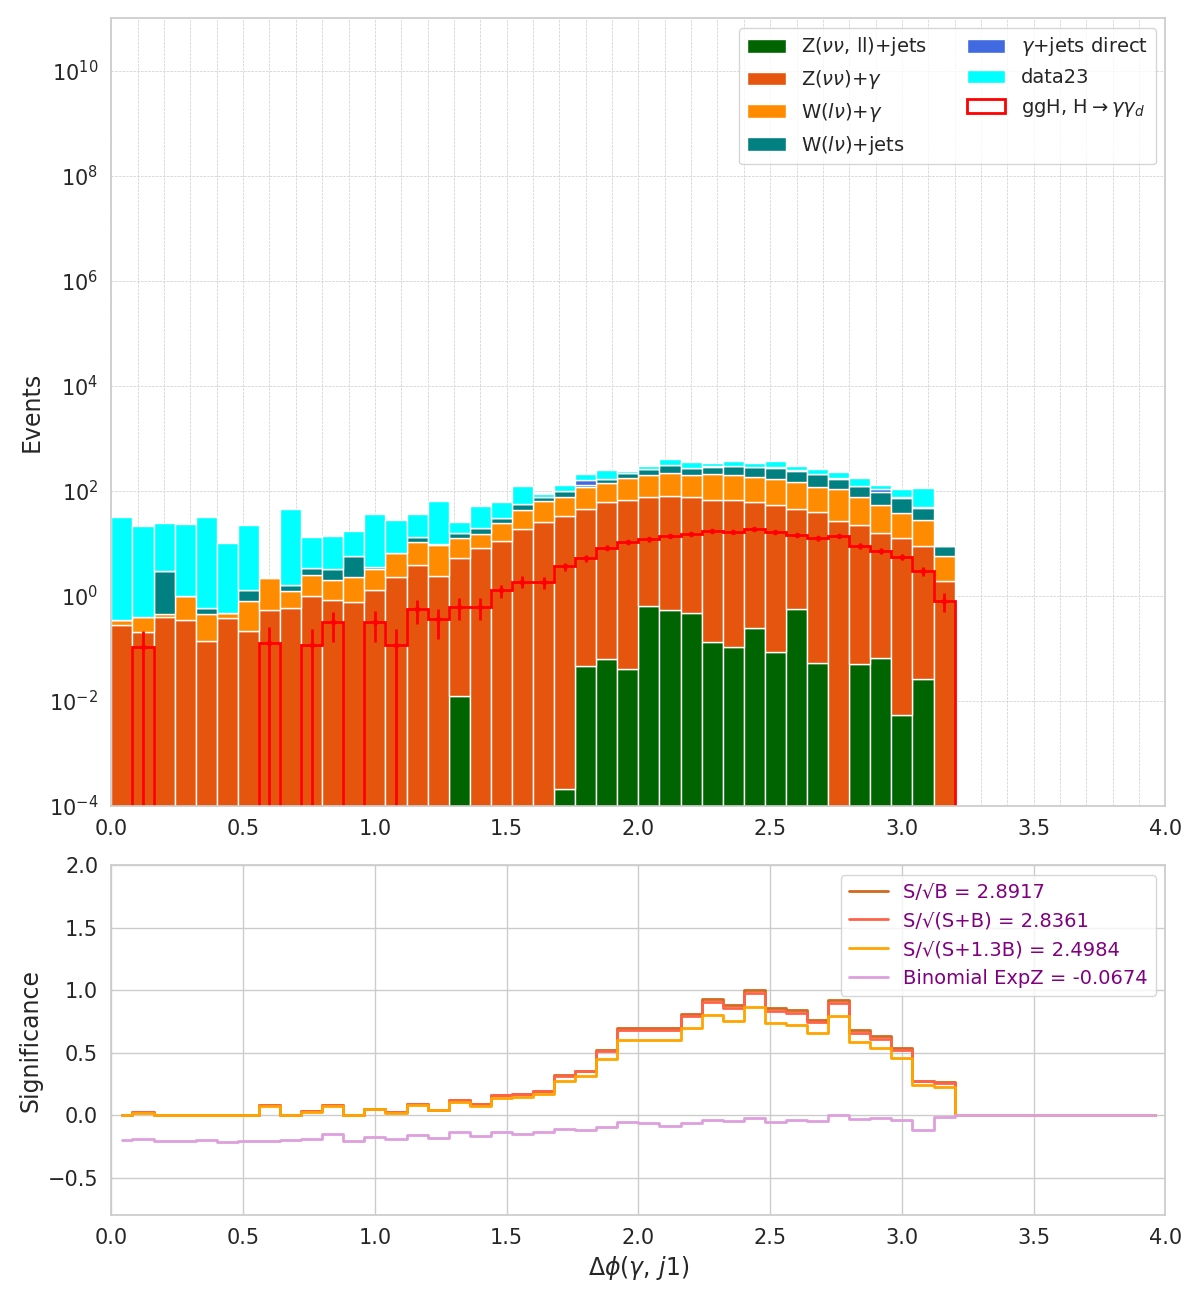 Z(νν, ll)+jets
Z(νν)+γ
W(lν)+γ
W(lν)+jets
γ+jets direct
data23
ggH, H→γγ_d
Events
10^10
10^8
10^6
10^4
10^2
10^0
10^−2
10^−4
0.0 0.5 1.0 1.5 2.0 2.5 3.0 3.5 4.0
S/√B = 2.8917
S/√(S+B) = 2.8361
S/√(S+1.3B) = 2.4984
Binomial ExpZ = -0.0674
Significance
2.0
1.5
1.0
0.5
0.0
−0.5
0.0 0.5 1.0 1.5 2.0 2.5 3.0 3.5 4.0
Δϕ(γ, j1)